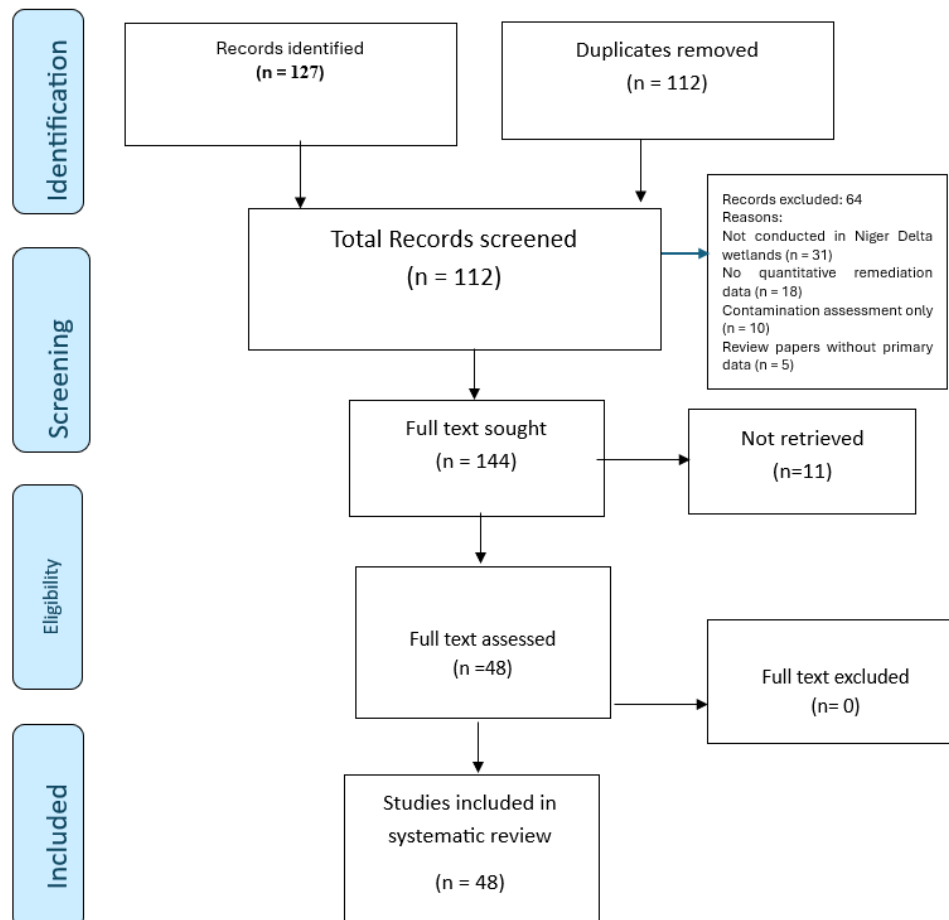 Identification
Records identified
(n = 127)
Duplicates removed
(n = 112)
Screening
Total Records screened
(n = 112)
Records excluded: 64
Reasons:
Not conducted in Niger Delta
wetlands (n = 31)
No quantitative remediation
data (n = 18)
Contamination assessment only
(n = 10)
Review papers without primary
data (n = 5)
Full text sought
(n = 144)
Not retrieved
(n=11)
Eligibility
Full text assessed
(n =48)
Full text excluded
(n= 0)
Included
Studies included in
systematic review
(n = 48)